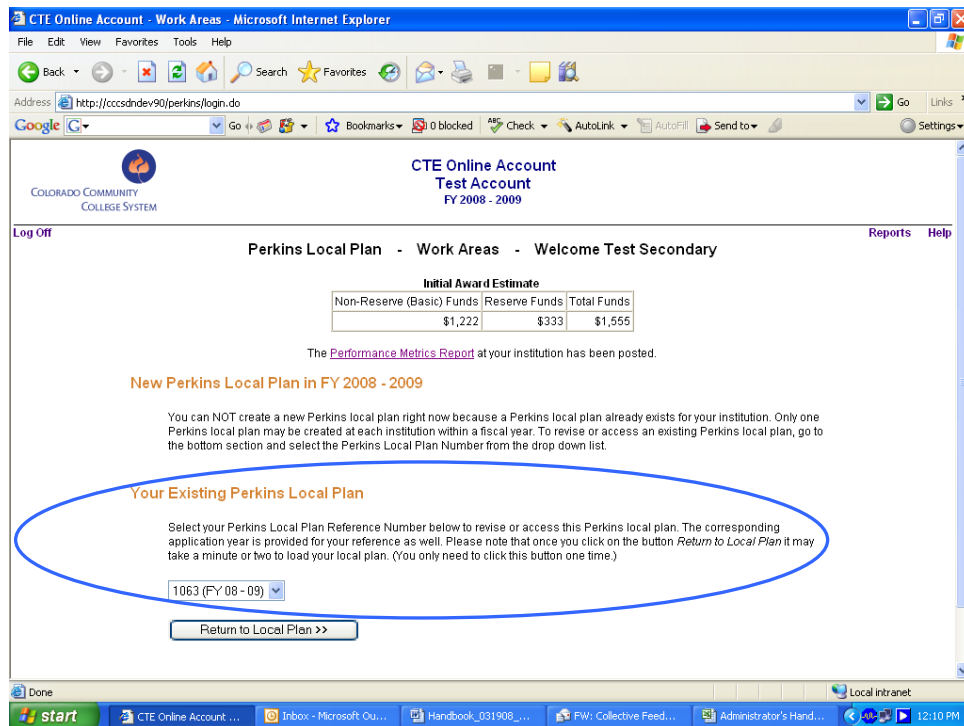 CTE Online Account - Work Areas - Microsoft Internet Explorer
File Edit View Favorites Tools Help
Back Search Favorites
Address http://cccsdndev90/perkins/login.do Go Links
Google G Go Bookmarks 0 blocked ABC Check AutoLink AutoFill Send to Settings
COLORADO COMMUNITY
COLLEGE SYSTEM
CTE Online Account
Test Account
FY 2008 - 2009
Log Off Reports Help
Perkins Local Plan - Work Areas - Welcome Test Secondary
Initial Award Estimate
Non-Reserve (Basic) Funds Reserve Funds Total Funds
$1,222 $333 $1,555
The Performance Metrics Report at your institution has been posted.
New Perkins Local Plan in FY 2008 - 2009
You can NOT create a new Perkins local plan right now because a Perkins local plan already exists for your institution. Only one
Perkins local plan may be created at each institution within a fiscal year. To revise or access an existing Perkins local plan, go to
the bottom section and select the Perkins Local Plan Number from the drop down list.
Your Existing Perkins Local Plan
Select your Perkins Local Plan Reference Number below to revise or access this Perkins local plan. The corresponding
application year is provided for your reference as well. Please note that once you click on the button Return to Local Plan it may
take a minute or two to load your local plan. (You only need to click this button one time.)
1063 (FY 08 - 09)
Return to Local Plan >>
Done Local intranet
start CTE Online Account ... Inbox - Microsoft Ou... Handbook_031908_... FW: Collective Feed... Administrator's Hand... 12:10 PM